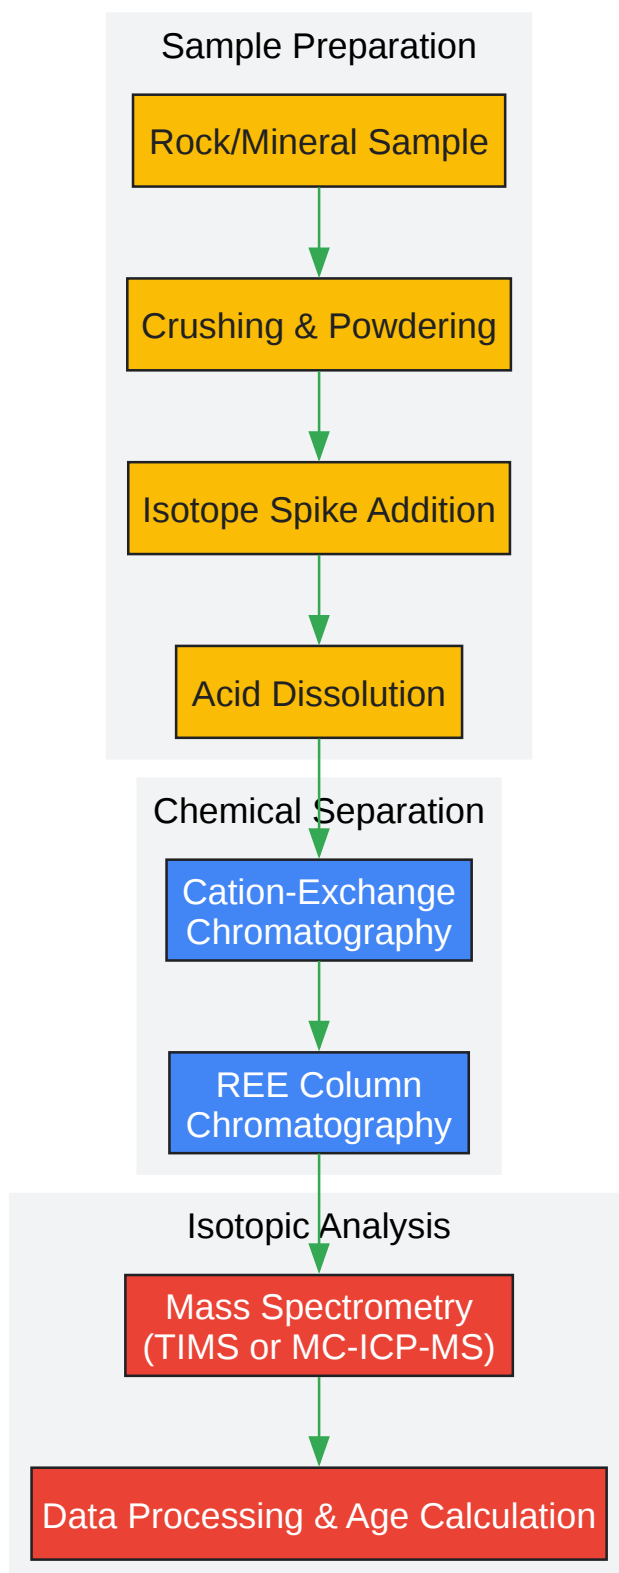 Sample Preparation
Rock/Mineral Sample
Crushing & Powdering
Isotope Spike Addition
Acid Dissolution
Chemical Separation
Cation-Exchange
Chromatography
REE Column
Chromatography
Isotopic Analysis
Mass Spectrometry
(TIMS or MC-ICP-MS)
Data Processing & Age Calculation